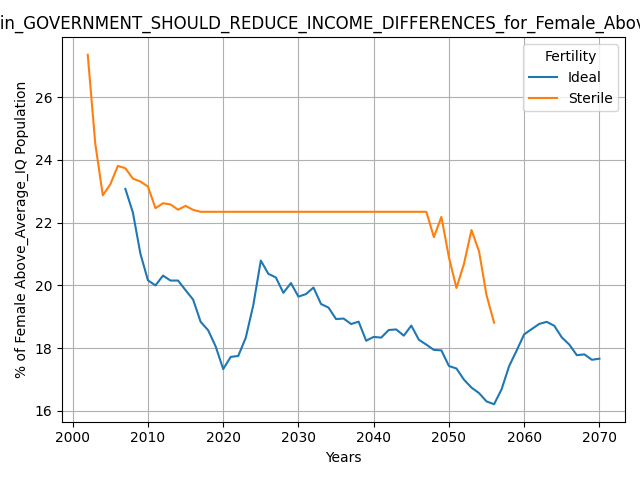 in_GOVERNMENT_SHOULD_REDUCE_INCOME_DIFFERENCES_for_Female_Above
Fertility
Ideal
Sterile
% of Female Above_Average_IQ Population
26
24
22
20
18
16
2000 2010 2020 2030 2040 2050 2060 2070
Years